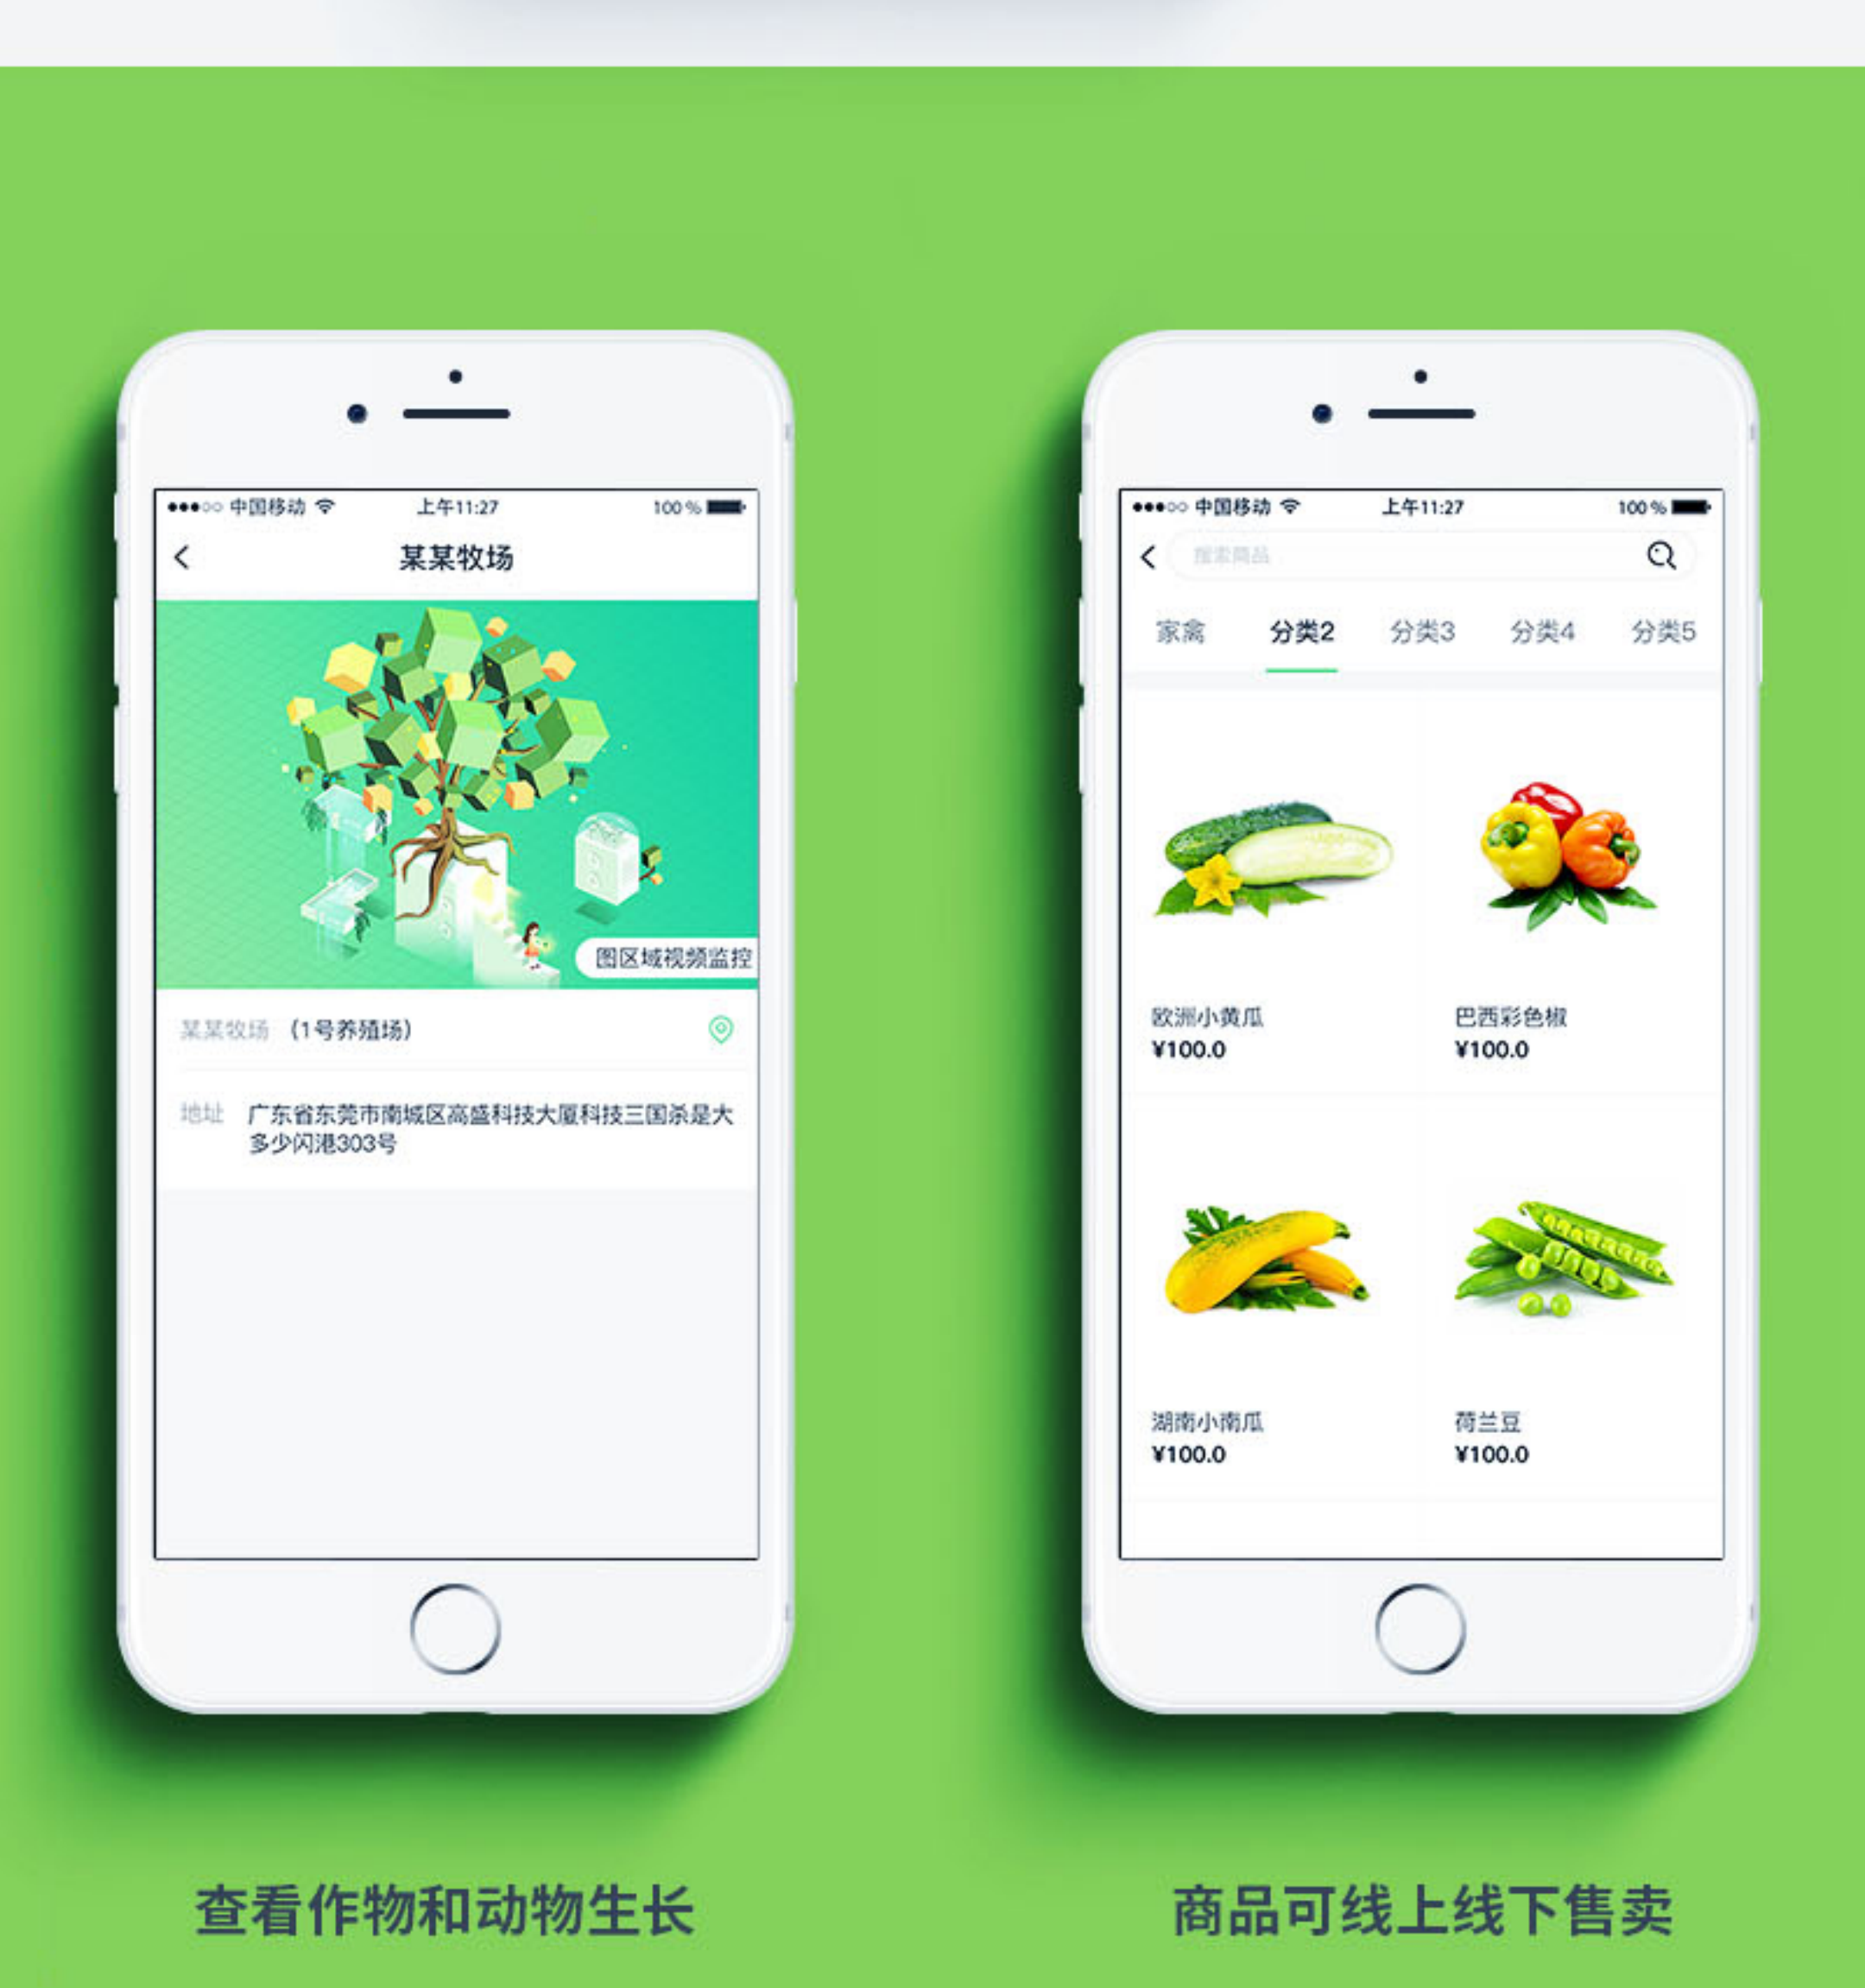 中国移动 上午11:27 100%
某某牧场
图区域视频监控
某某牧场 (1号养殖场)
地址 广东省东莞市南城区高盛科技大厦科技三国杀是大
多少闪港303号
查看作物和动物生长
中国移动 上午11:27 100%
搜索商品
家禽 分类2 分类3 分类4 分类5
欧洲小黄瓜 巴西彩色椒
¥100.0 ¥100.0
湖南小南瓜 荷兰豆
¥100.0 ¥100.0
商品可线上线下售卖